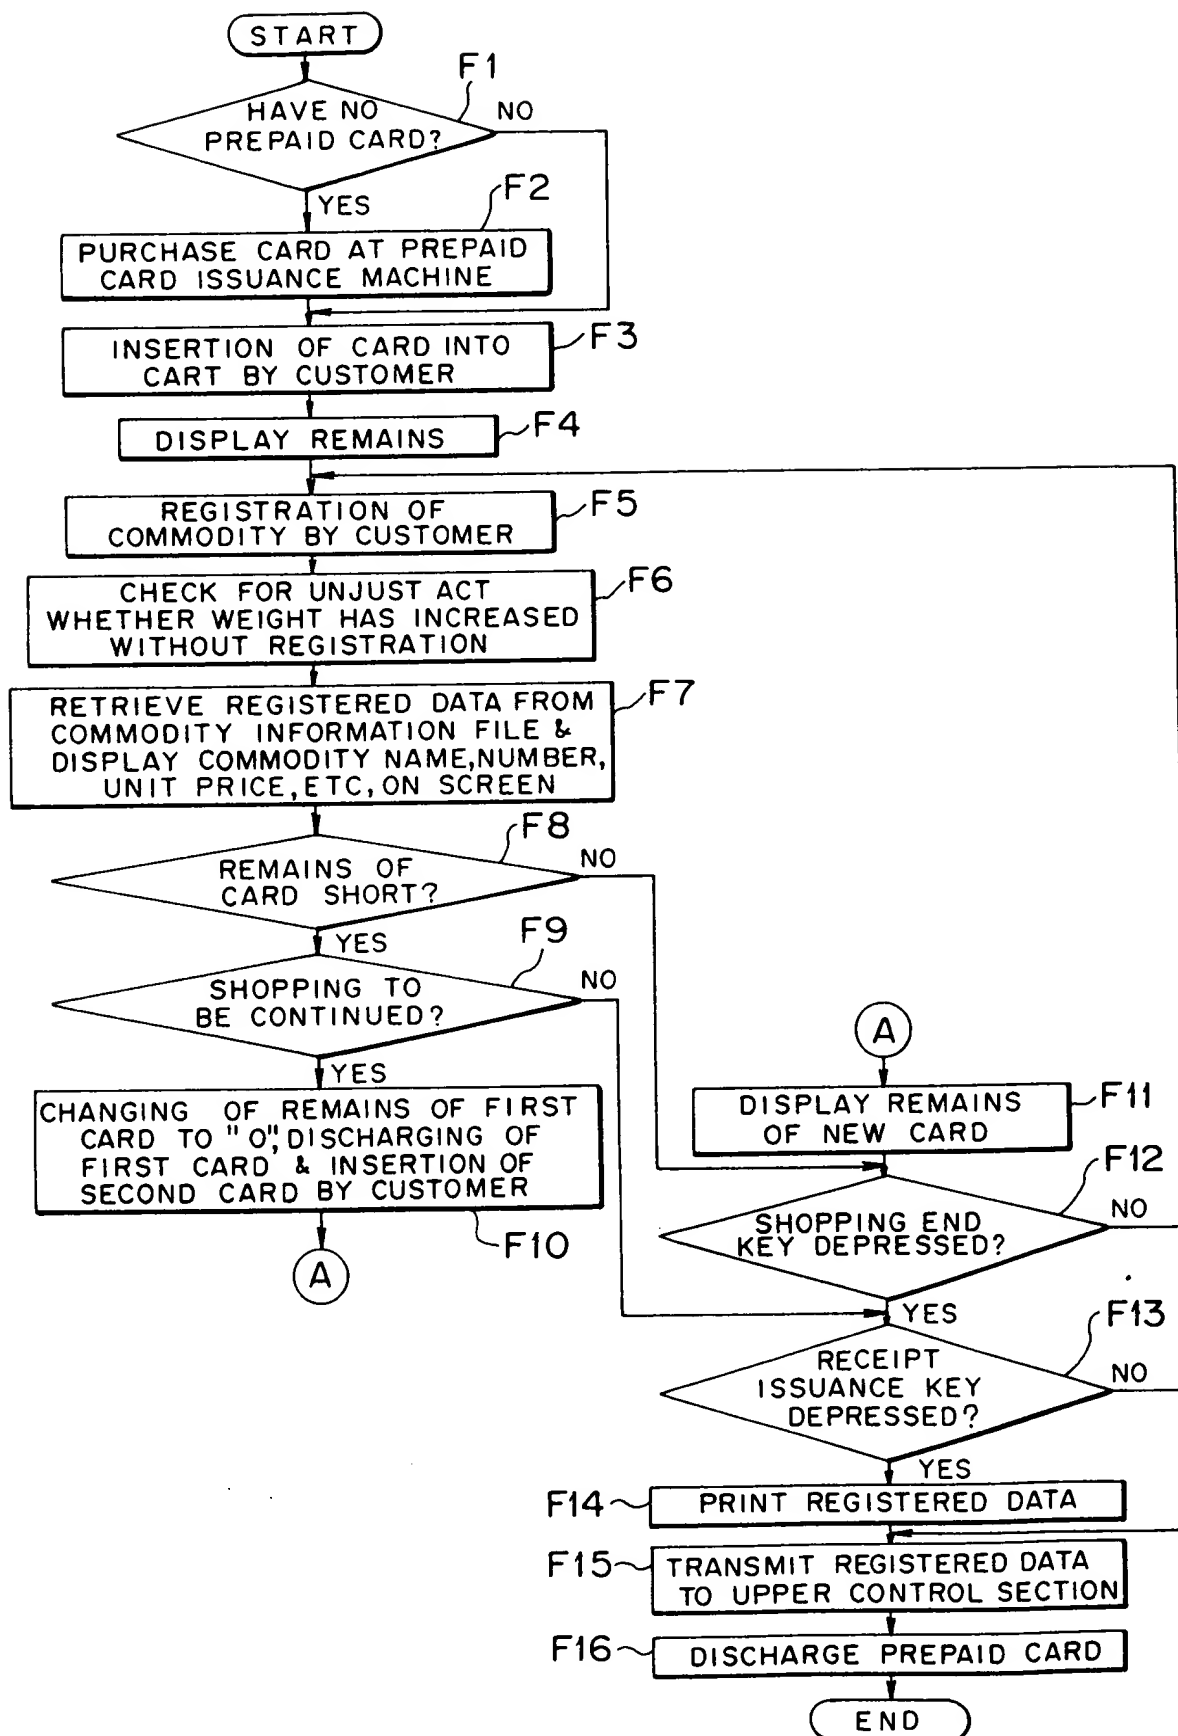 START
F1
HAVE NO
PREPAID CARD?
NO
YES
F2
PURCHASE CARD AT PREPAID
CARD ISSUANCE MACHINE
F3
INSERTION OF CARD INTO
CART BY CUSTOMER
F4
DISPLAY REMAINS
F5
REGISTRATION OF
COMMODITY BY CUSTOMER
F6
CHECK FOR UNJUST ACT
WHETHER WEIGHT HAS INCREASED
WITHOUT REGISTRATION
F7
RETRIEVE REGISTERED DATA FROM
COMMODITY INFORMATION FILE &
DISPLAY COMMODITY NAME, NUMBER,
UNIT PRICE, ETC, ON SCREEN
F8
REMAINS OF
CARD SHORT?
NO
YES
F9
SHOPPING TO
BE CONTINUED?
NO
YES
CHANGING OF REMAINS OF FIRST
CARD TO "0", DISCHARGING OF
FIRST CARD & INSERTION OF
SECOND CARD BY CUSTOMER
F10
A
A
DISPLAY REMAINS
OF NEW CARD
F11
F12
SHOPPING END
KEY DEPRESSED?
NO
YES
F13
RECEIPT
ISSUANCE KEY
DEPRESSED?
NO
YES
F14
PRINT REGISTERED DATA
F15
TRANSMIT REGISTERED DATA
TO UPPER CONTROL SECTION
F16
DISCHARGE PREPAID CARD
END